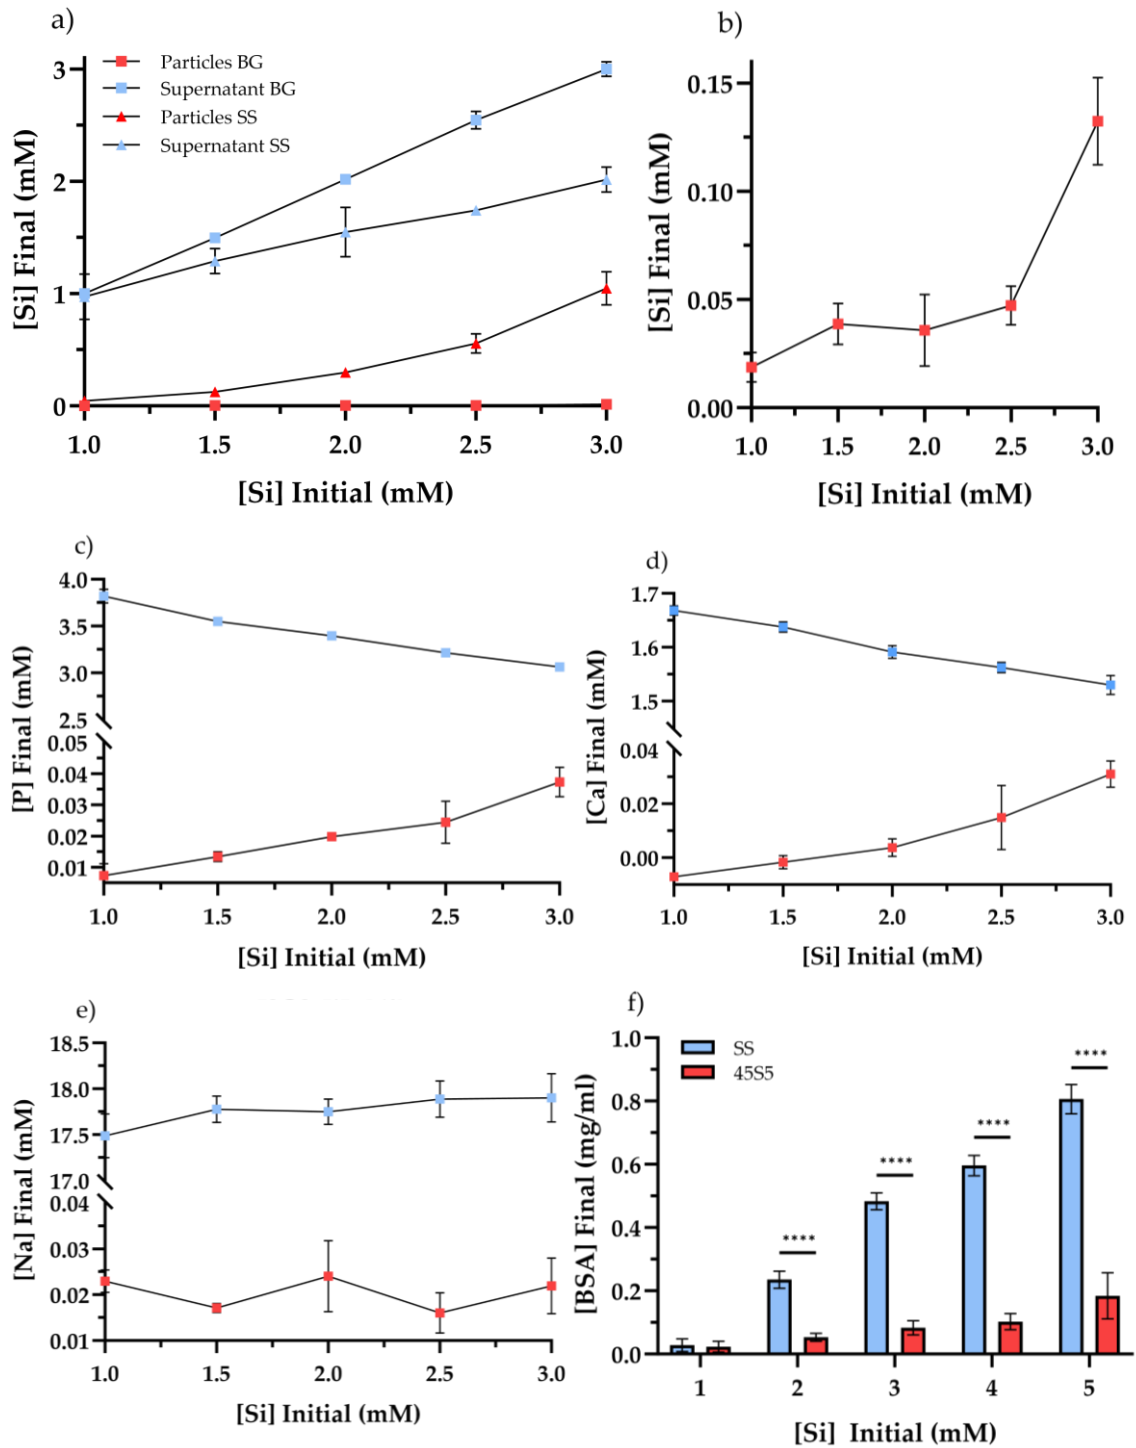 a)
Particles BG
Supernatant BG
Particles SS
Supernatant SS
[Si] Final (mM)
3
2
1
0
1.0 1.5 2.0 2.5 3.0
[Si] Initial (mM)
b)
[Si] Final (mM)
0.15
0.10
0.05
0.00
1.0 1.5 2.0 2.5 3.0
[Si] Initial (mM)
c)
[P] Final (mM)
4.0
3.5
3.0
2.5
0.05
0.04
0.03
0.02
0.01
1.0 1.5 2.0 2.5 3.0
[Si] Initial (mM)
d)
[Ca] Final (mM)
1.7
1.6
1.5
0.04
0.02
0.00
1.0 1.5 2.0 2.5 3.0
[Si] Initial (mM)
e)
[Na] Final (mM)
18.5
18.0
17.5
17.0
0.04
0.03
0.02
0.01
1.0 1.5 2.0 2.5 3.0
[Si] Initial (mM)
f)
SS
45S5
[BSA] Final (mg/ml)
1.0
0.8
0.6
0.4
0.2
0.0
****
****
****
****
1 2 3 4 5
[Si] Initial (mM)